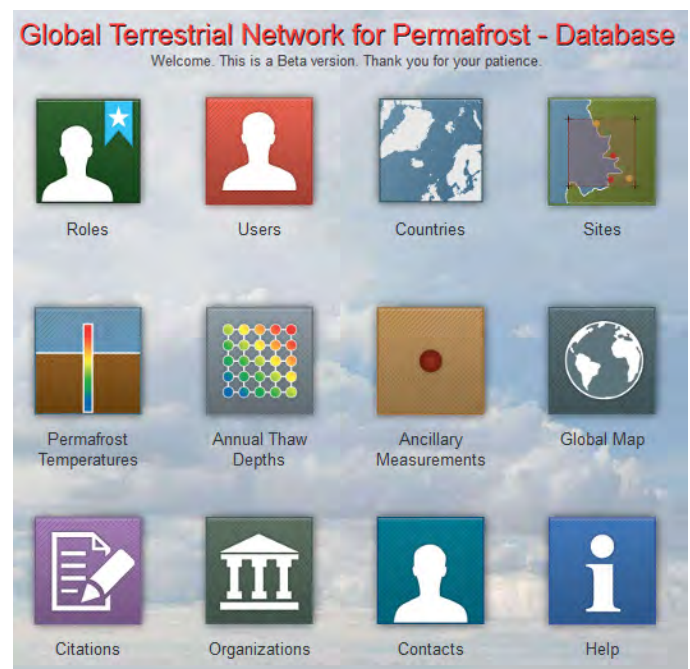 Global Terrestrial Network for Permafrost - Database
Welcome. This is a Beta version. Thank you for your patience.
Roles
Users
Countries
Sites
Permafrost
Temperatures
Annual Thaw
Depths
Ancillary
Measurements
Global Map
Citations
Organizations
Contacts
Help